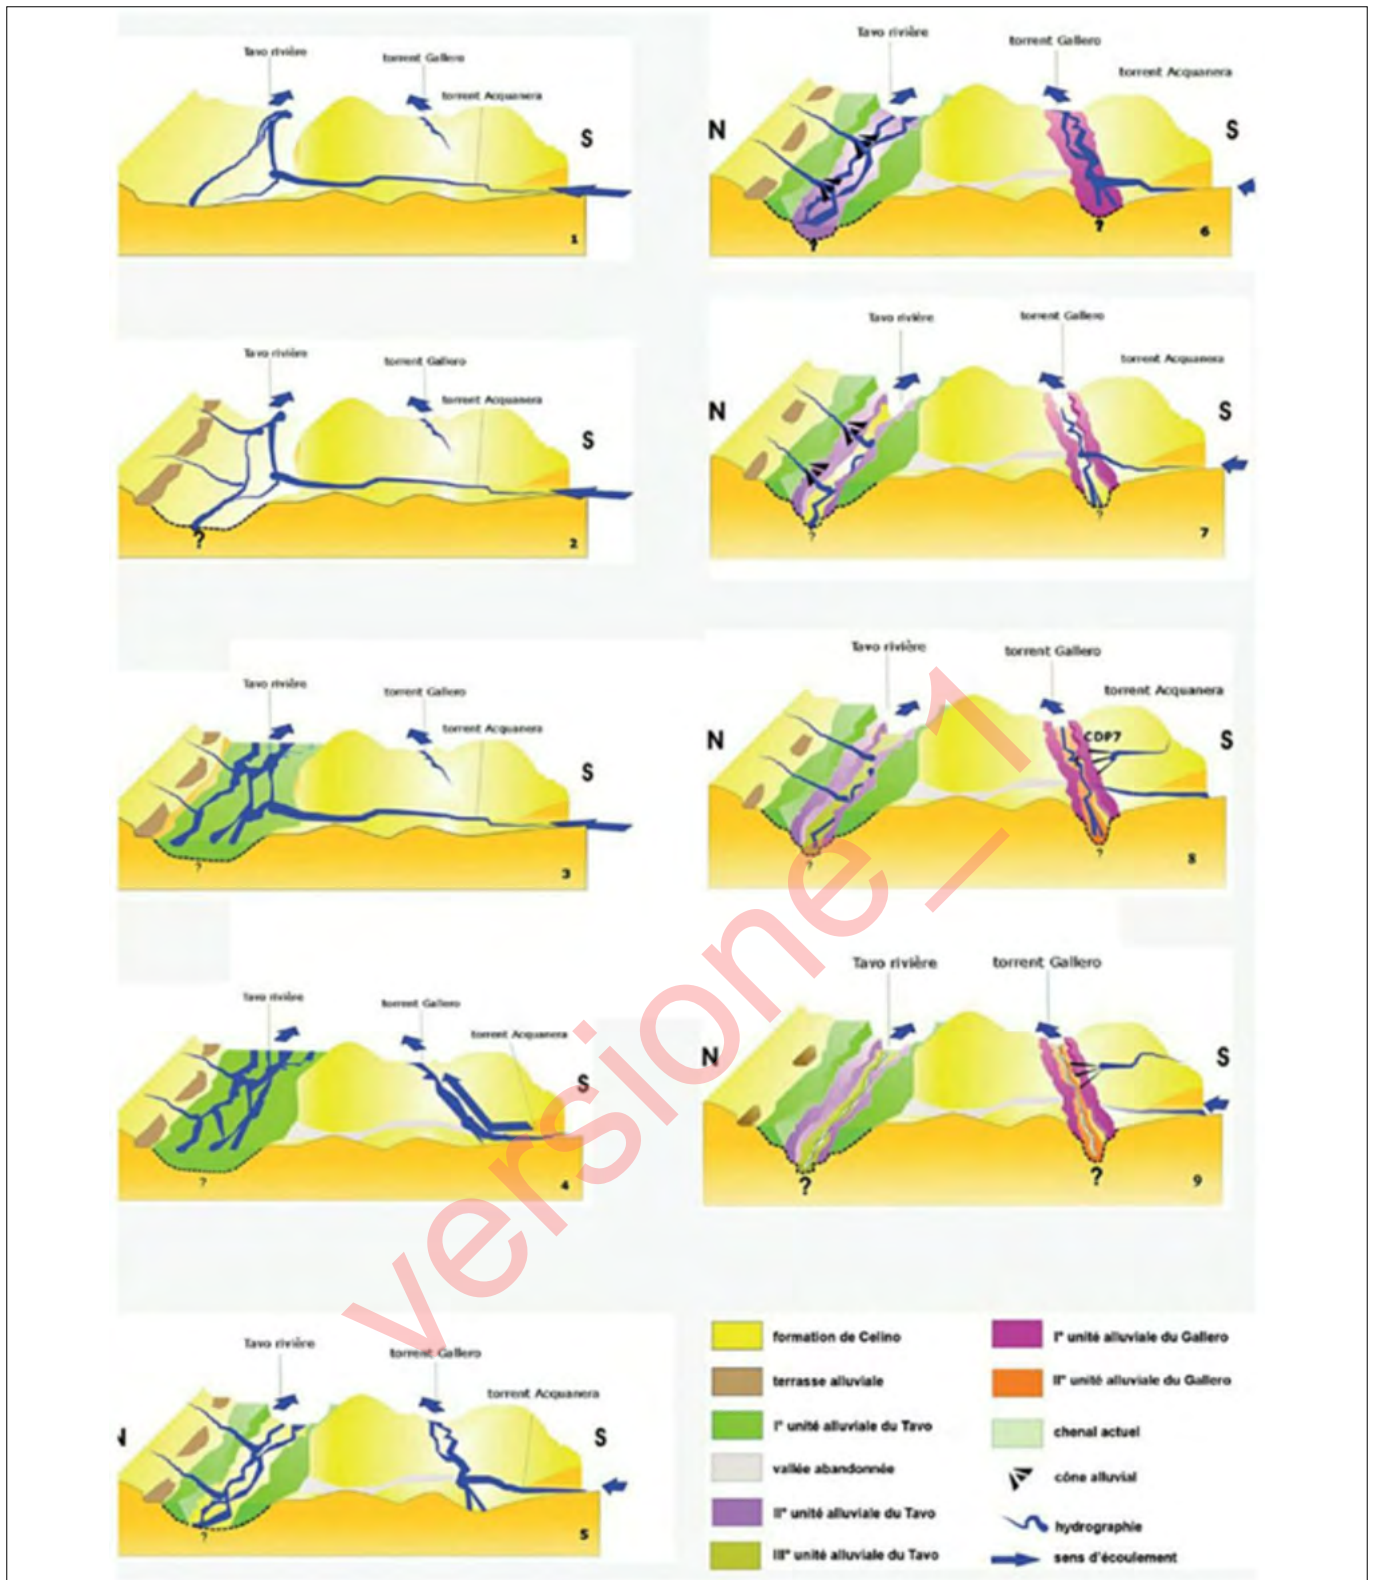 Tavo rivière
torrent Gallero
torrent Acquanera
S
1
Tavo rivière
torrent Gallero
torrent Acquanera
S
?
2
Tavo rivière
torrent Gallero
torrent Acquanera
S
?
3
Tavo rivière
torrent Gallero
torrent Acquanera
S
?
4
Tavo rivière
torrent Gallero
torrent Acquanera
N
S
?
5
Tavo rivière
torrent Gallero
torrent Acquanera
N
S
?
?
6
Tavo rivière
torrent Gallero
torrent Acquanera
N
S
?
?
7
Tavo rivière
torrent Gallero
torrent Acquanera
N
CDP7
S
?
?
8
Tavo rivière
torrent Gallero
N
S
?
?
9
formation de Celino
terrasse alluviale
I° unité alluviale du Tavo
vallée abandonnée
II° unité alluviale du Tavo
III° unité alluviale du Tavo
I° unité alluviale du Gallero
II° unité alluviale du Gallero
chenal actuel
cône alluvial
hydrographie
sens d'écoulement
versione_1